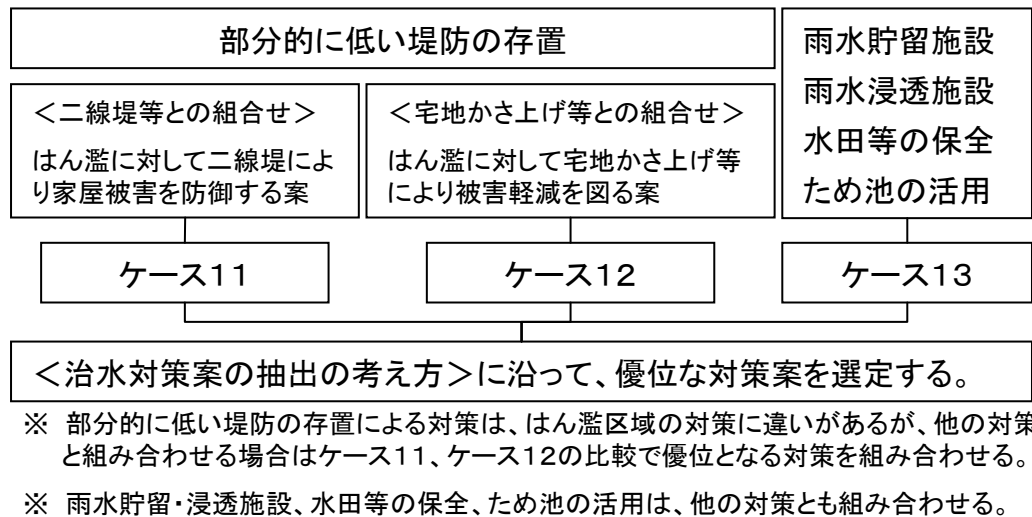 部分的に低い堤防の存置
＜二線堤等との組合せ＞
はん濫に対して二線堤によ
り家屋被害を防御する案
＜宅地かさ上げ等との組合せ＞
はん濫に対して宅地かさ上げ等
により被害軽減を図る案
雨水貯留施設
雨水浸透施設
水田等の保全
ため池の活用
ケース１１
ケース１２
ケース１３
＜治水対策案の抽出の考え方＞に沿って、優位な対策案を選定する。
※ 部分的に低い堤防の存置による対策は、はん濫区域の対策に違いがあるが、他の対策
と組み合わせる場合はケース１１、ケース１２の比較で優位となる対策を組み合わせる。
※ 雨水貯留・浸透施設、水田等の保全、ため池の活用は、他の対策とも組み合わせる。